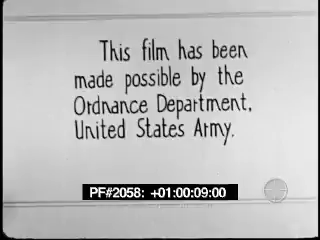 This film has been
made possible by the
Ordnance Department,
United States Army.
PF#2058: +01:00:09:00